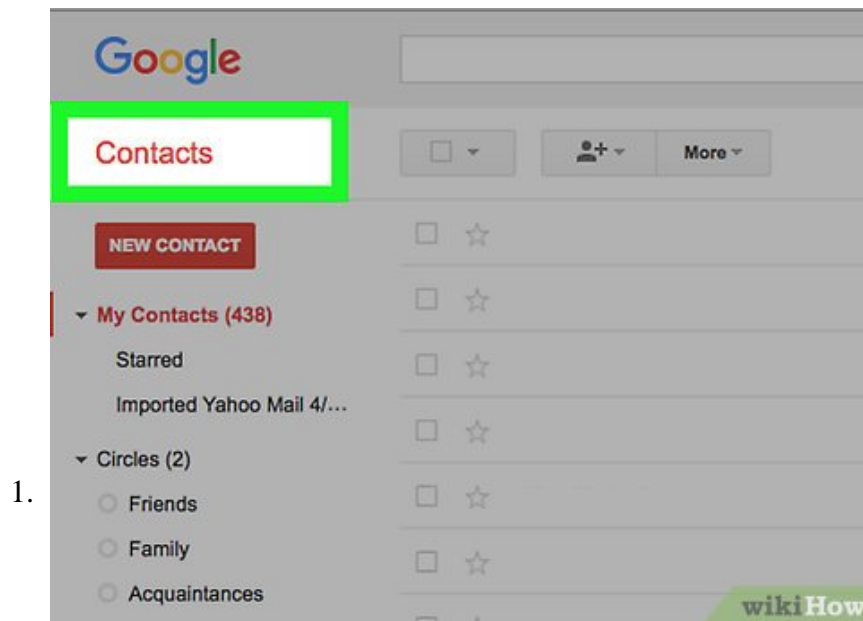 Google
Contacts
More
NEW CONTACT
My Contacts (438)
Starred
Imported Yahoo Mail 4/...
Circles (2)
1.
Friends
Family
Acquaintances
wikiHow